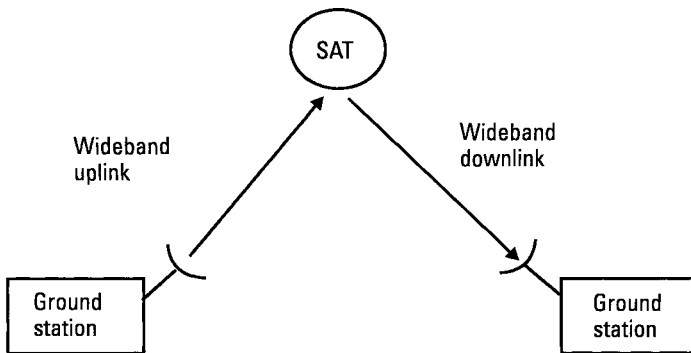 SAT
Wideband
uplink
Wideband
downlink
Ground
station
Ground
station